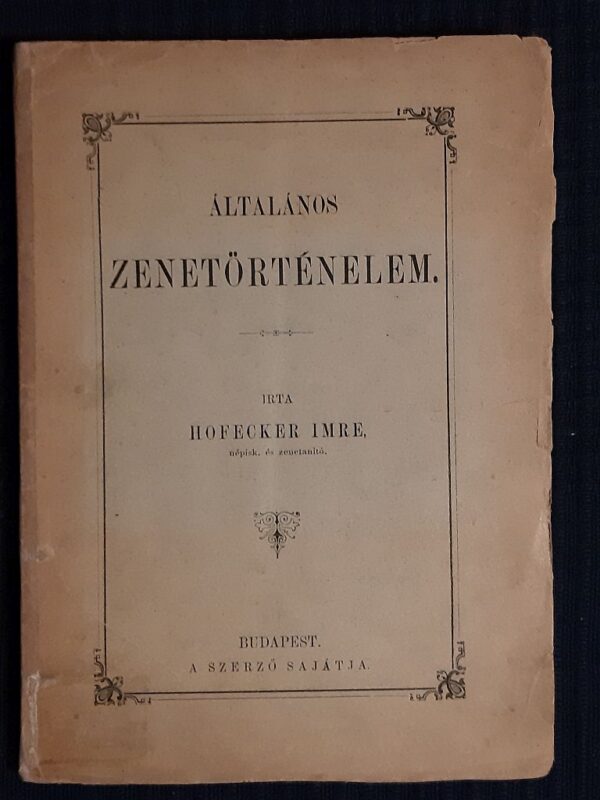 ÁLTALÁNOS
ZENETÖRTÉNELEM.
IRTA
HOFECKER IMRE,
népisk. és zenetanító.
BUDAPEST.
A SZERZŐ SAJÁTJA.